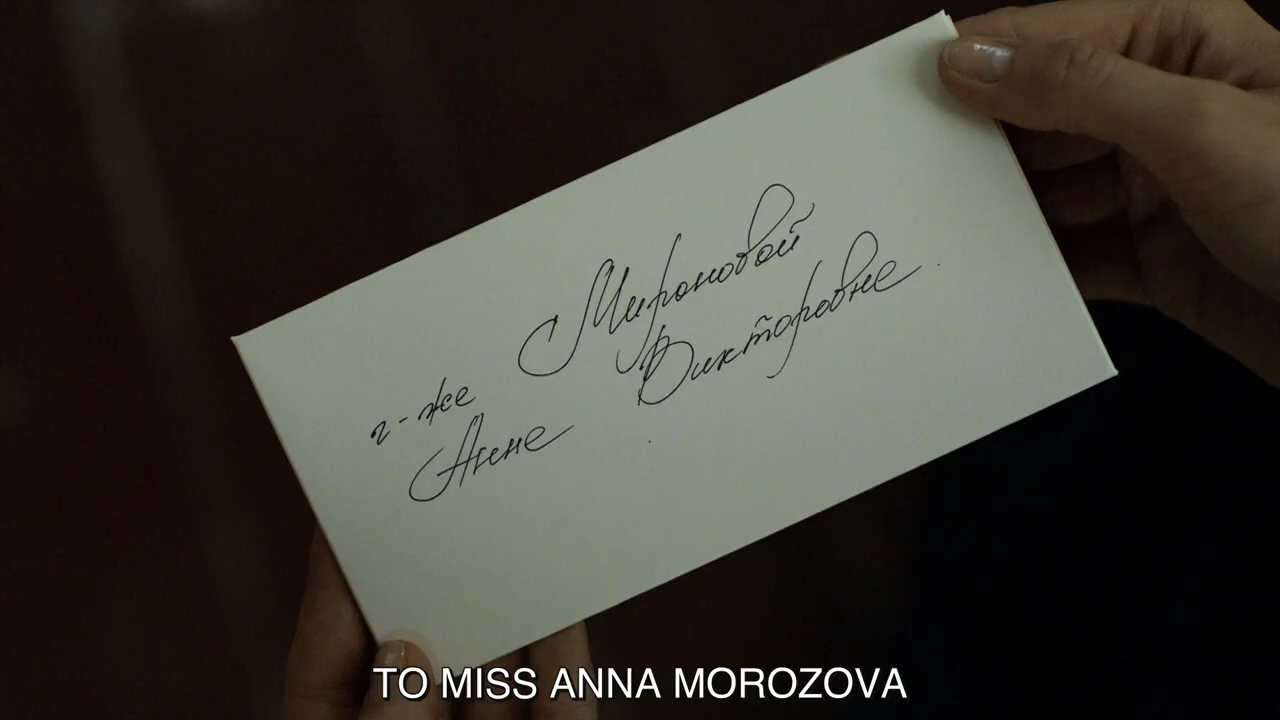 г-же Мироновой
Анне Викторовне
TO MISS ANNA MOROZOVA